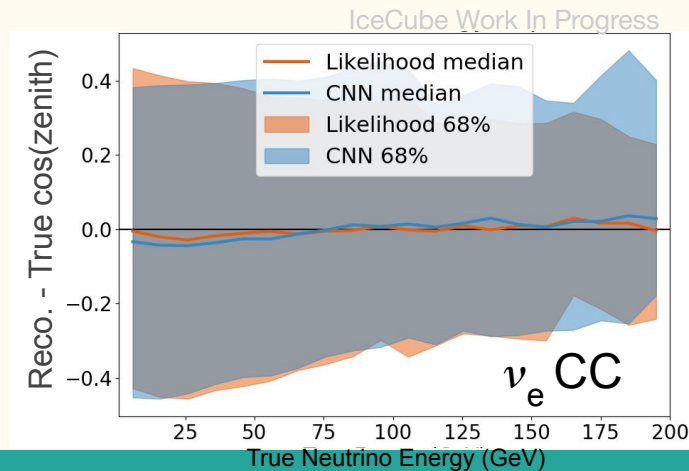 IceCube Work In Progress
Likelihood median
CNN median
Likelihood 68%
CNN 68%
Reco. - True cos(zenith)
0.4
0.2
0.0
−0.2
−0.4
νe CC
25 50 75 100 125 150 175 200
True Neutrino Energy (GeV)